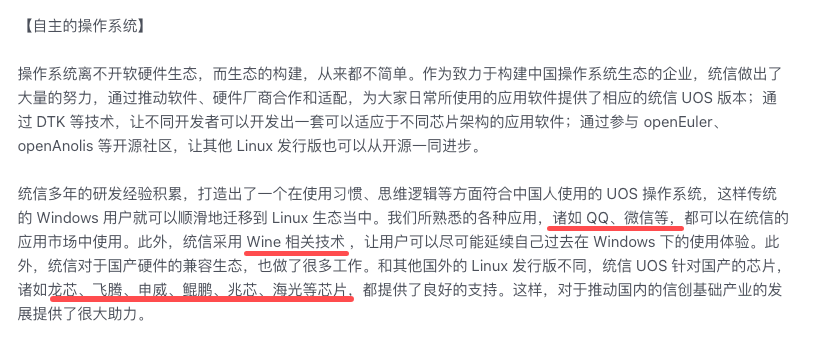 【自主的操作系统】
操作系统离不开软硬件生态，而生态的构建，从来都不简单。作为致力于构建中国操作系统生态的企业，统信做出了
大量的努力，通过推动软件、硬件厂商合作和适配，为大家日常所使用的应用软件提供了相应的统信 UOS 版本；通
过 DTK 等技术，让不同开发者可以开发出一套可以适应于不同芯片架构的应用软件；通过参与 openEuler、
openAnolis 等开源社区，让其他 Linux 发行版也可以从开源一同进步。
统信多年的研发经验积累，打造出了一个在使用习惯、思维逻辑等方面符合中国人使用的 UOS 操作系统，这样传统
的 Windows 用户就可以顺滑地迁移到 Linux 生态当中。我们所熟悉的各种应用，诸如 QQ、微信等，都可以在统信的
应用市场中使用。此外，统信采用 Wine 相关技术，让用户可以尽可能延续自己过去在 Windows 下的使用体验。此
外，统信对于国产硬件的兼容生态，也做了很多工作。和其他国外的 Linux 发行版不同，统信 UOS 针对国产的芯片，
诸如龙芯、飞腾、申威、鲲鹏、兆芯、海光等芯片，都提供了良好的支持。这样，对于推动国内的信创基础产业的发
展提供了很大助力。